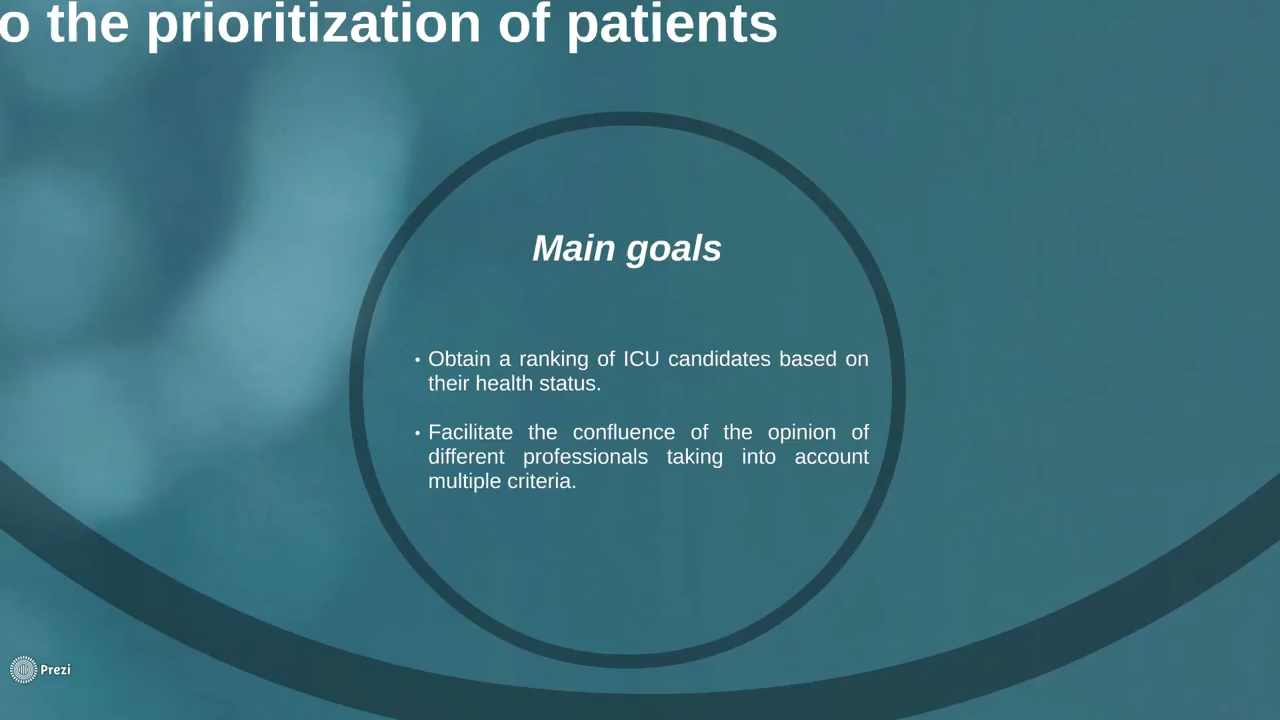 o the prioritization of patients
Main goals
• Obtain a ranking of ICU candidates based on
their health status.
• Facilitate the confluence of the opinion of
different professionals taking into account
multiple criteria.
Prezi